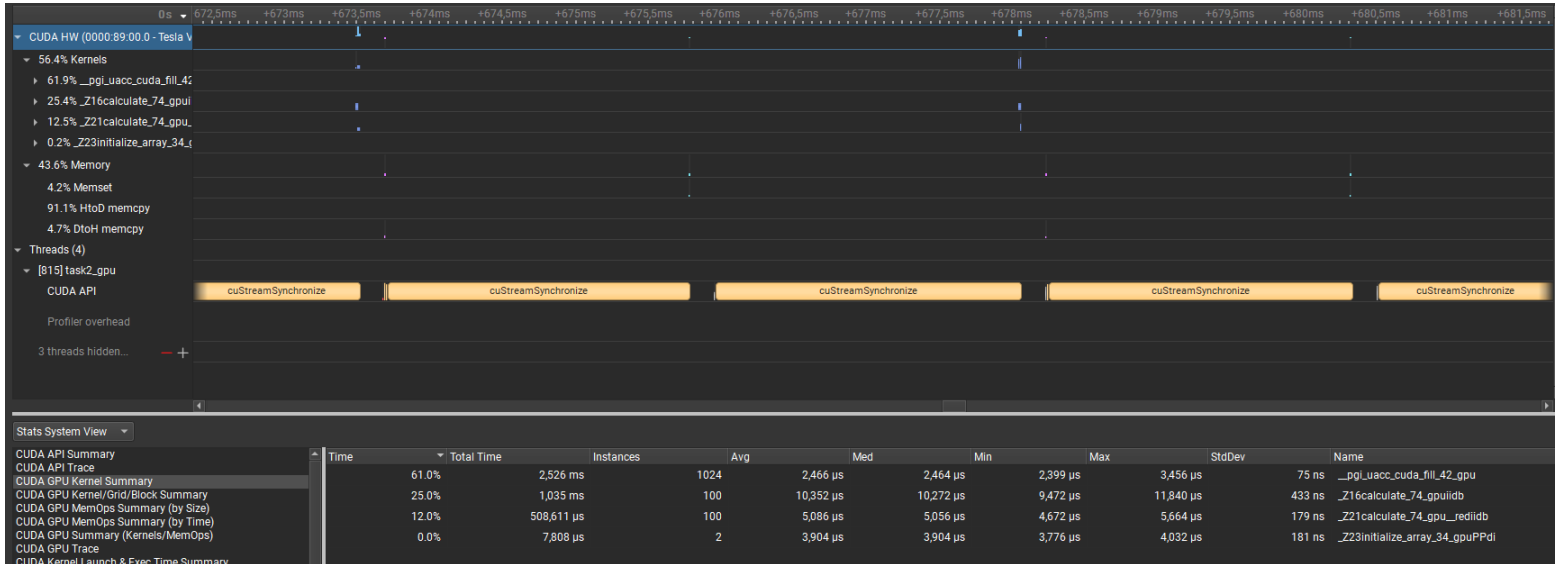 0s 672,5ms +673ms +673,5ms +674ms +674,5ms +675ms +675,5ms +676ms +676,5ms +677ms +677,5ms +678ms +678,5ms +679ms +679,5ms +680ms +680,5ms +681ms +681,5ms
CUDA HW (0000:89:00.0 - Tesla V
56.4% Kernels
61.9% __pgi_uacc_cuda_fill_42
25.4% _Z16calculate_74_gpui
12.5% _Z21calculate_74_gpu_
0.2% _Z23initialize_array_34_g
43.6% Memory
4.2% Memset
91.1% HtoD memcpy
4.7% DtoH memcpy
Threads (4)
[815] task2_gpu
CUDA API cuStreamSynchronize cuStreamSynchronize cuStreamSynchronize cuStreamSynchronize cuStreamSynchronize
Profiler overhead
3 threads hidden... — +
Stats System View
CUDA API Summary
CUDA API Trace
CUDA GPU Kernel Summary
CUDA GPU Kernel/Grid/Block Summary
CUDA GPU MemOps Summary (by Size)
CUDA GPU MemOps Summary (by Time)
CUDA GPU Summary (Kernels/MemOps)
CUDA GPU Trace
CUDA Kernel Launch & Exec Time Summary
Time Total Time Instances Avg Med Min Max StdDev Name
61.0% 2,526 ms 1024 2,466 μs 2,464 μs 2,399 μs 3,456 μs 75 ns __pgi_uacc_cuda_fill_42_gpu
25.0% 1,035 ms 100 10,352 μs 10,272 μs 9,472 μs 11,840 μs 433 ns _Z16calculate_74_gpuiidb
12.0% 508,611 μs 100 5,086 μs 5,056 μs 4,672 μs 5,664 μs 179 ns _Z21calculate_74_gpu__rediidb
0.0% 7,808 μs 2 3,904 μs 3,904 μs 3,776 μs 4,032 μs 181 ns _Z23initialize_array_34_gpuPPdi